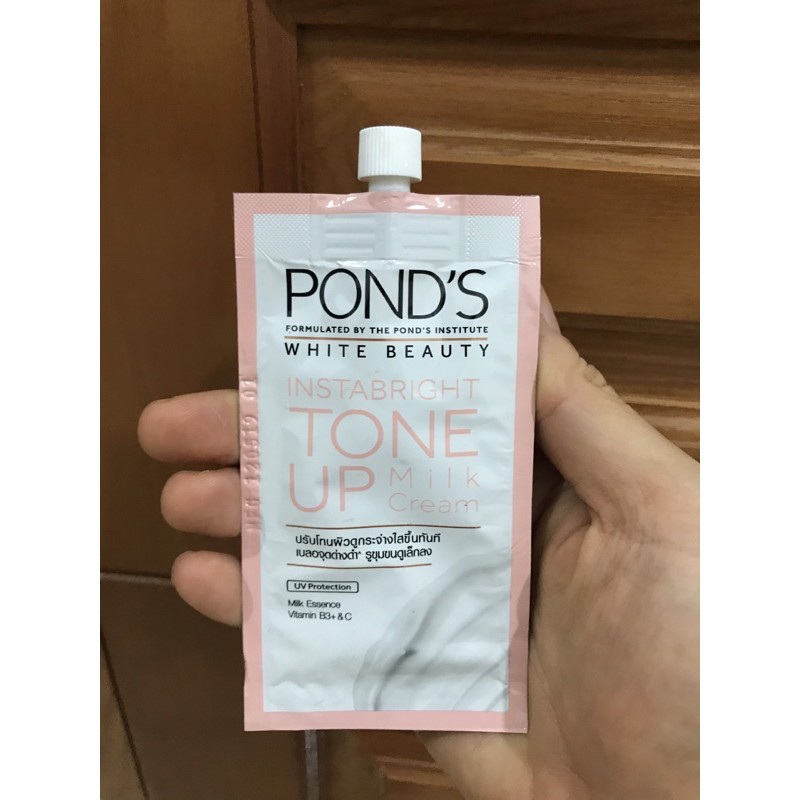 POND'S
FORMULATED BY THE POND'S INSTITUTE
WHITE BEAUTY
INSTABRIGHT
TONE
UP Milk
Cream
ปรับโทนผิวดูกระจ่างใสขึ้นทันที
เบลอจุดด่างดำ* รูขุมขนดูเล็กลง
UV Protection
Milk Essence
Vitamin B3+ & C
MFG 120519 01